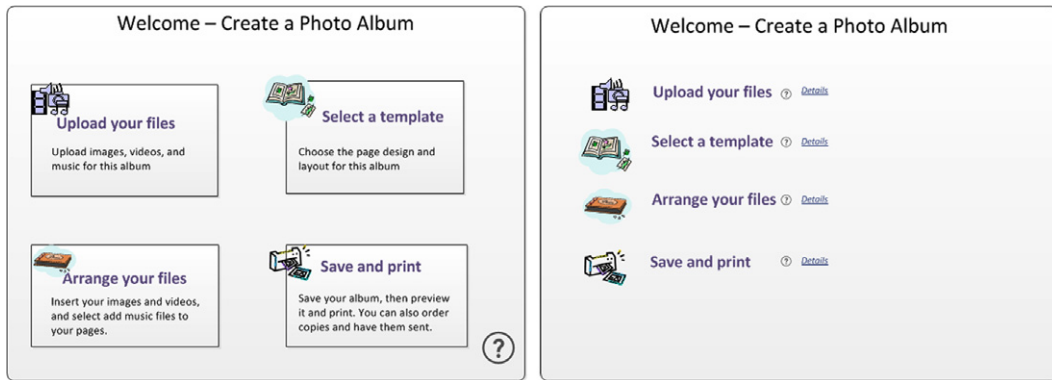 Welcome – Create a Photo Album
Upload your files
Upload images, videos, and
music for this album
Select a template
Choose the page design and
layout for this album
Arrange your files
Insert your images and videos,
and select add music files to
your pages.
Save and print
Save your album, then preview
it and print. You can also order
copies and have them sent.
?
Welcome – Create a Photo Album
Upload your files ? Details
Select a template ? Details
Arrange your files ? Details
Save and print ? Details